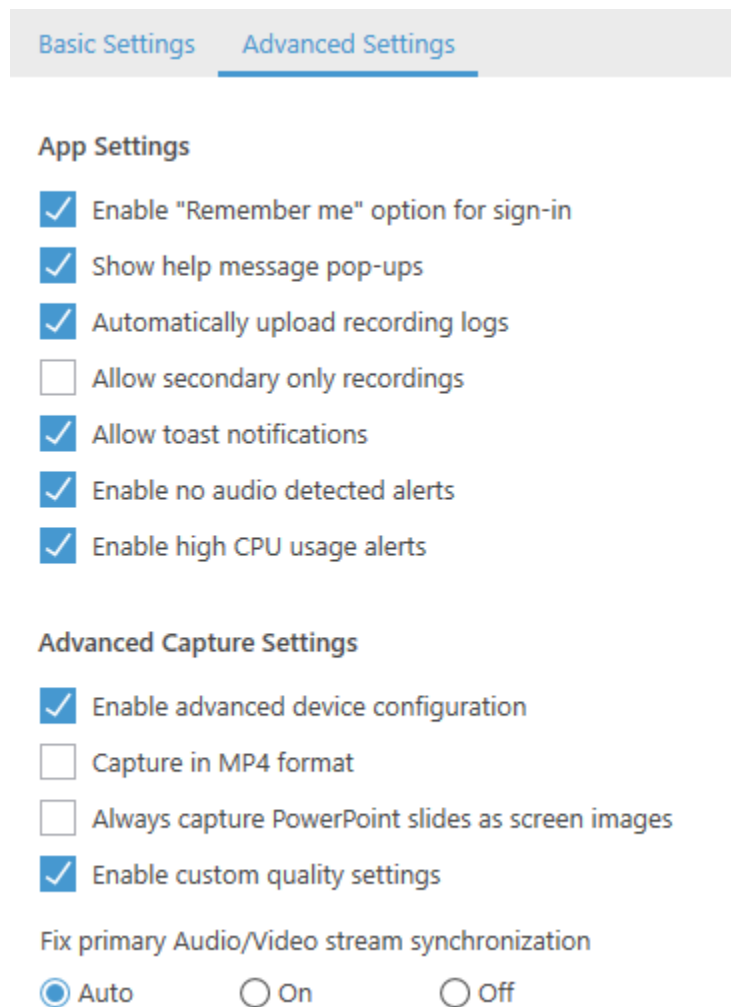 Basic Settings Advanced Settings
App Settings
Enable "Remember me" option for sign-in
Show help message pop-ups
Automatically upload recording logs
Allow secondary only recordings
Allow toast notifications
Enable no audio detected alerts
Enable high CPU usage alerts
Advanced Capture Settings
Enable advanced device configuration
Capture in MP4 format
Always capture PowerPoint slides as screen images
Enable custom quality settings
Fix primary Audio/Video stream synchronization
Auto On Off